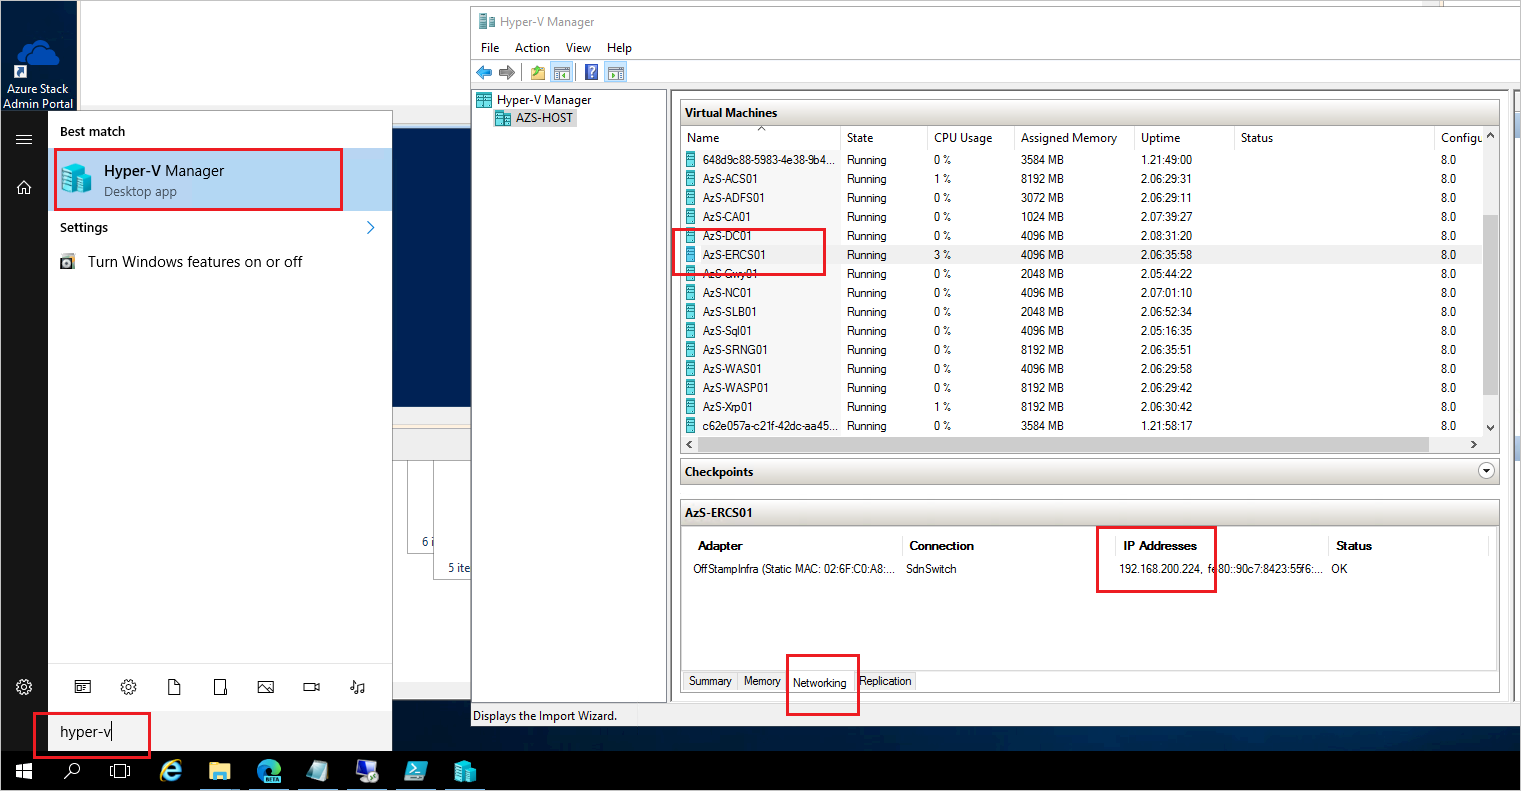 Azure Stack
Admin Portal
Best match
Hyper-V Manager
Desktop app
Settings
Turn Windows features on or off
hyper-v
BETA
6 i
5 ite
Hyper-V Manager
File Action View Help
Hyper-V Manager
AZS-HOST
Virtual Machines
Name State CPU Usage Assigned Memory Uptime Status Configu
648d9c88-5983-4e38-9b4... Running 0 % 3584 MB 1.21:49:00 8.0
AzS-ACS01 Running 1 % 8192 MB 2.06:29:31 8.0
AzS-ADFS01 Running 0 % 3072 MB 2.06:29:11 8.0
AzS-CA01 Running 0 % 1024 MB 2.07:39:27 8.0
AzS-DC01 Running 0 % 4096 MB 2.08:31:20 8.0
AzS-ERCS01 Running 3 % 4096 MB 2.06:35:58 8.0
AzS-Gwy01 Running 0 % 2048 MB 2.05:44:22 8.0
AzS-NC01 Running 0 % 4096 MB 2.07:01:10 8.0
AzS-SLB01 Running 0 % 2048 MB 2.06:52:34 8.0
AzS-Sql01 Running 0 % 4096 MB 2.05:16:35 8.0
AzS-SRNG01 Running 0 % 8192 MB 2.06:35:51 8.0
AzS-WAS01 Running 0 % 4096 MB 2.06:29:58 8.0
AzS-WASP01 Running 0 % 8192 MB 2.06:29:42 8.0
AzS-Xrp01 Running 1 % 8192 MB 2.06:30:42 8.0
c62e057a-c21f-42dc-aa45... Running 0 % 3584 MB 1.21:58:17 8.0
Checkpoints
AzS-ERCS01
Adapter Connection IP Addresses Status
OffStampInfra (Static MAC: 02:6F:C0:A8:... SdnSwitch 192.168.200.224, fe80::90c7:8423:55f6:... OK
Summary Memory Networking Replication
Displays the Import Wizard.